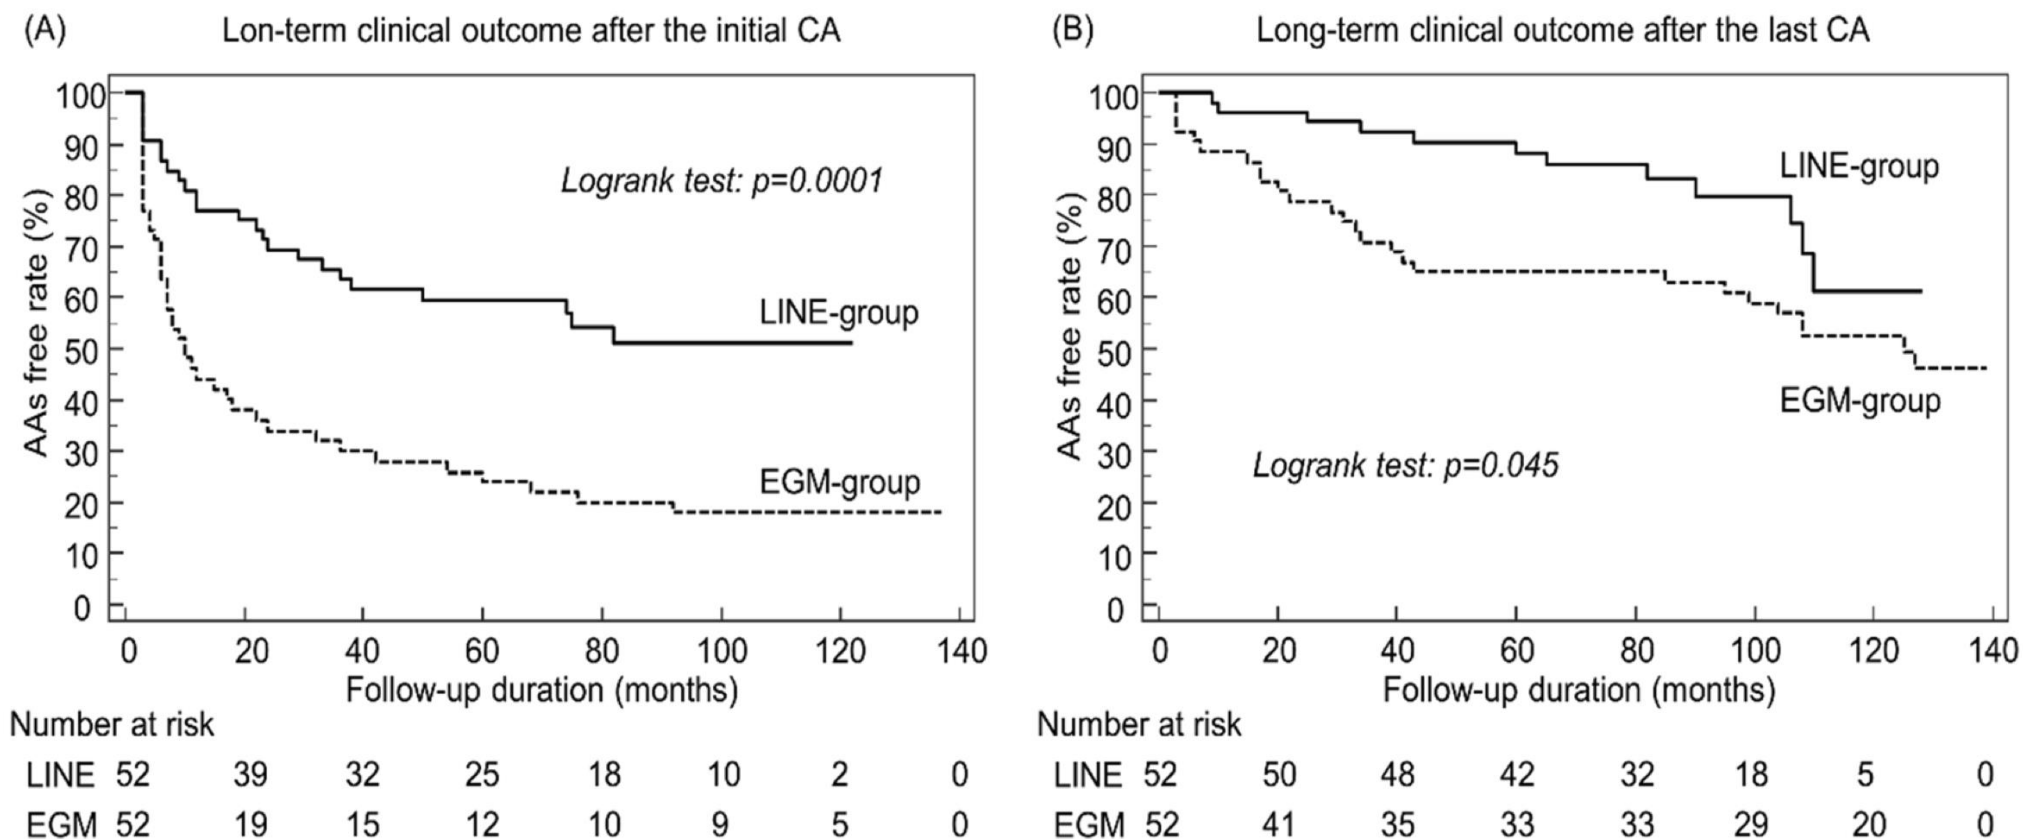 (A) Lon-term clinical outcome after the initial CA
AAs free rate (%)
100
90
80
70
60
50
40
30
20
10
0
Logrank test: p=0.0001
LINE-group
EGM-group
0 20 40 60 80 100 120 140
Follow-up duration (months)
Number at risk
LINE 52 39 32 25 18 10 2 0
EGM 52 19 15 12 10 9 5 0
(B) Long-term clinical outcome after the last CA
AAs free rate (%)
100
90
80
70
60
50
40
30
20
10
0
LINE-group
EGM-group
Logrank test: p=0.045
0 20 40 60 80 100 120 140
Follow-up duration (months)
Number at risk
LINE 52 50 48 42 32 18 5 0
EGM 52 41 35 33 33 29 20 0